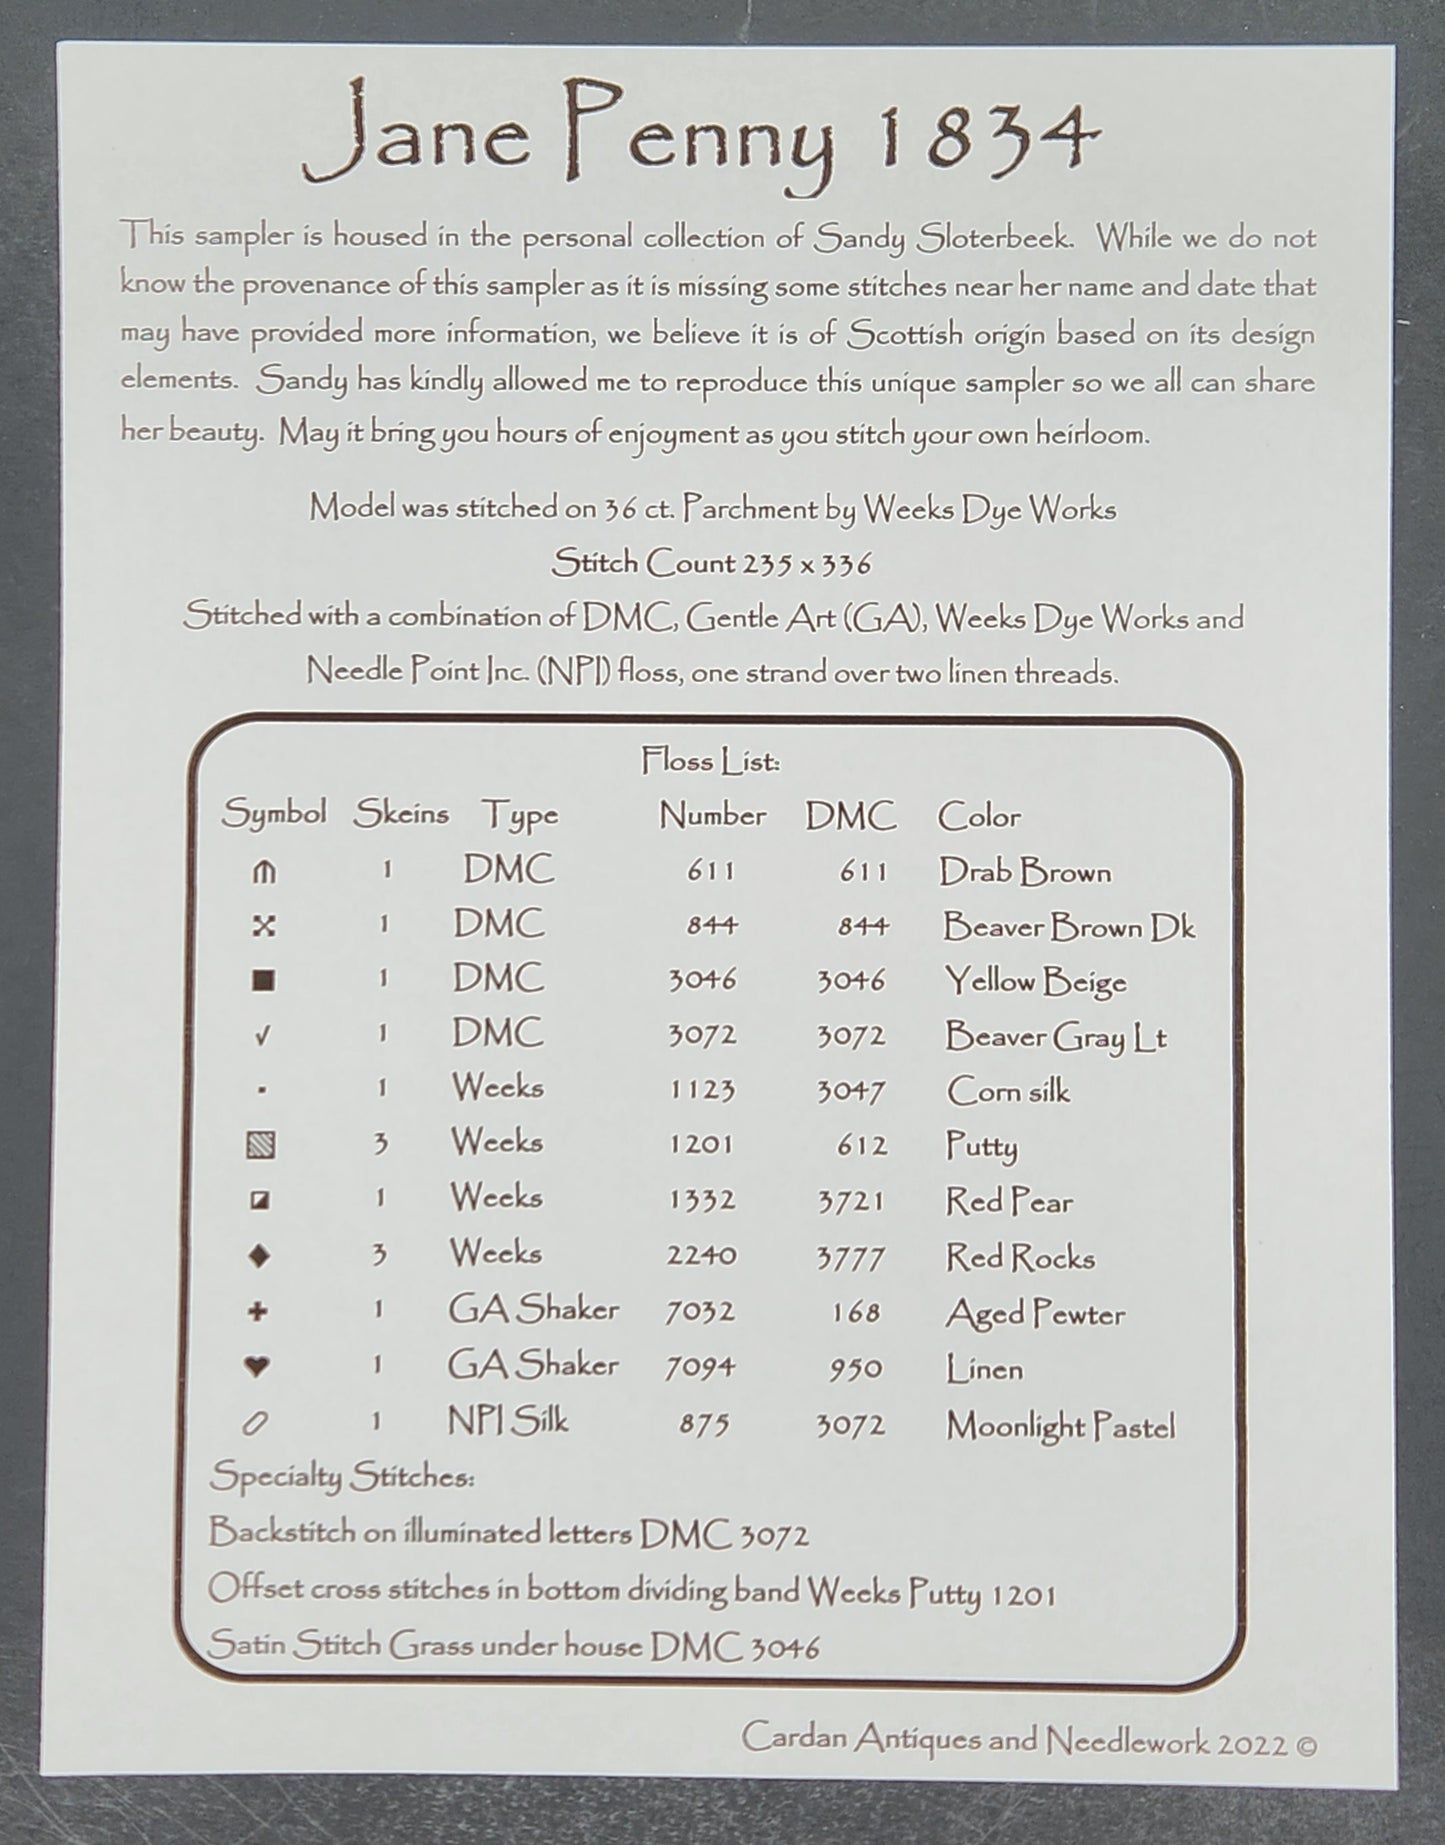 Jane Penny 1834
This sampler is housed in the personal collection of Sandy Sloterbeek. While we do not
know the provenance of this sampler as it is missing some stitches near her name and date that
may have provided more information, we believe it is of Scottish origin based on its design
elements. Sandy has kindly allowed me to reproduce this unique sampler so we all can share
her beauty. May it bring you hours of enjoyment as you stitch your own heirloom.
Model was stitched on 36 ct. Parchment by Weeks Dye Works
Stitch Count 235 x 336
Stitched with a combination of DMC, Gentle Art (GA), Weeks Dye Works and
Needle Point Inc. (NPI) floss, one strand over two linen threads.
Floss List:
Symbol Skeins Type Number DMC Color
1 DMC 611 611 Drab Brown
1 DMC 844 844 Beaver Brown Dk
■ 1 DMC 3046 3046 Yellow Beige
√ 1 DMC 3072 3072 Beaver Gray Lt
· 1 Weeks 1123 3047 Corn silk
▧ 3 Weeks 1201 612 Putty
◪ 1 Weeks 1332 3721 Red Pear
◆ 3 Weeks 2240 3777 Red Rocks
✚ 1 GA Shaker 7032 168 Aged Pewter
♥ 1 GA Shaker 7094 950 Linen
1 NPI Silk 875 3072 Moonlight Pastel
Specialty Stitches:
Backstitch on illuminated letters DMC 3072
Offset cross stitches in bottom dividing band Weeks Putty 1201
Satin Stitch Grass under house DMC 3046
Cardan Antiques and Needlework 2022 ©